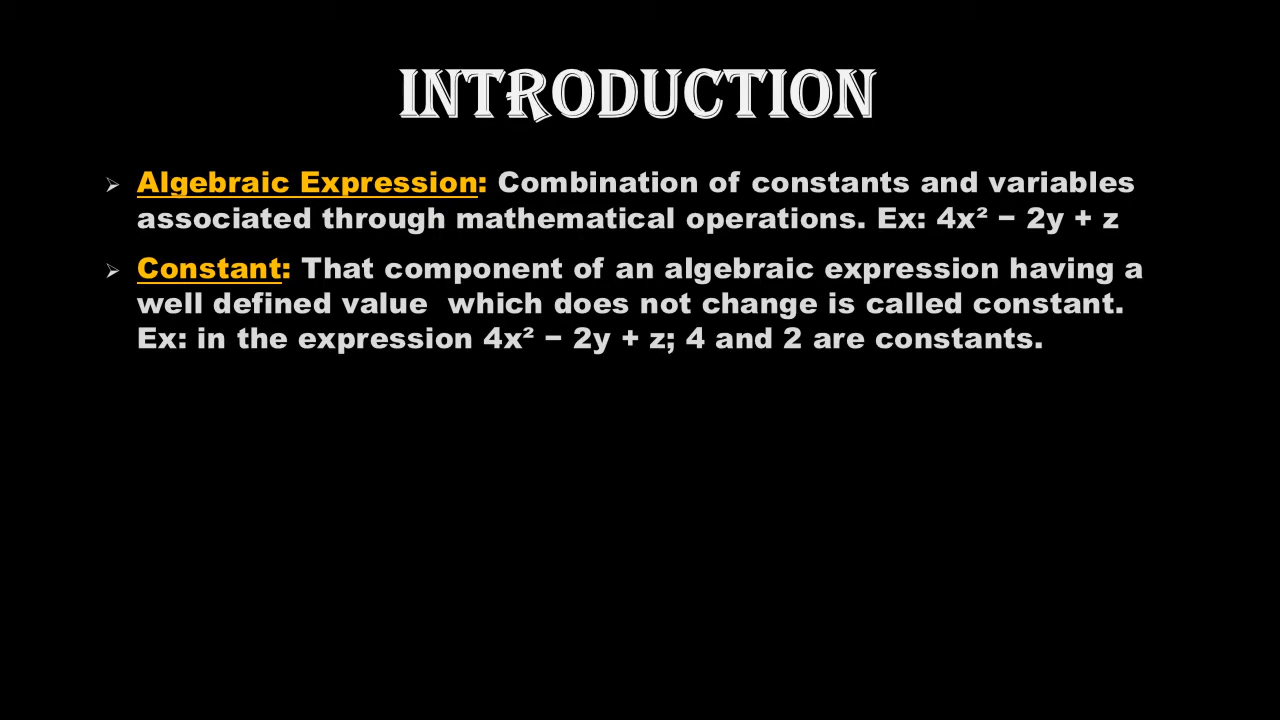 INTRODUCTION
➢ Algebraic Expression: Combination of constants and variables
associated through mathematical operations. Ex: 4x² − 2y + z
➢ Constant: That component of an algebraic expression having a
well defined value  which does not change is called constant.
Ex: in the expression 4x² − 2y + z; 4 and 2 are constants.